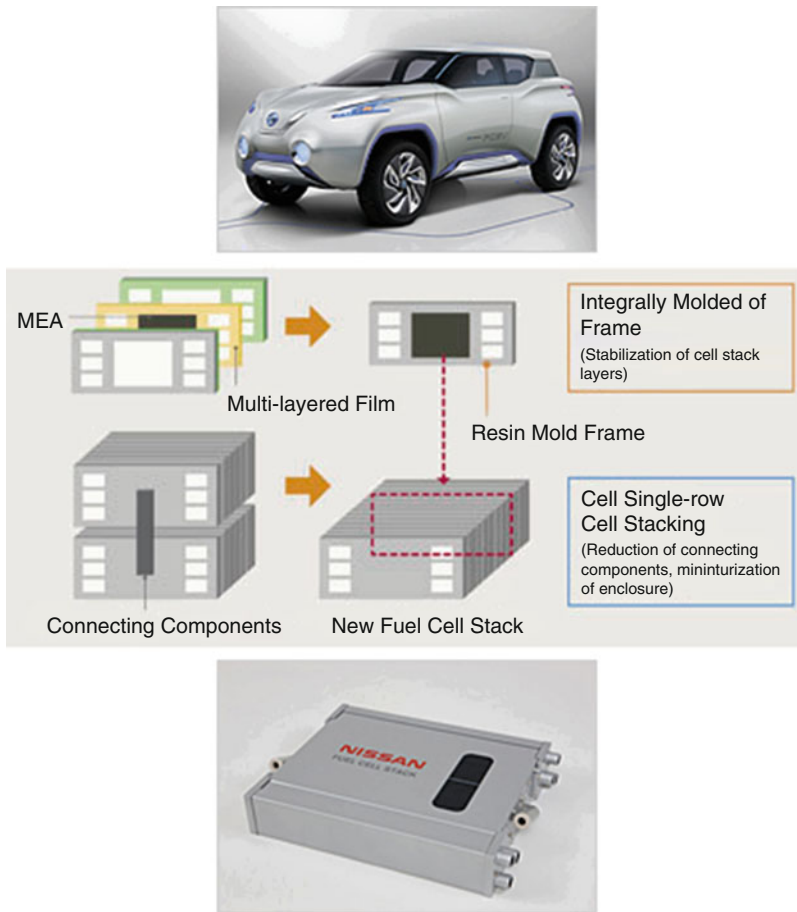 FCEV
MEA
Multi-layered Film
Resin Mold Frame
Integrally Molded of
Frame
(Stabilization of cell stack
layers)
Connecting Components
New Fuel Cell Stack
Cell Single-row
Cell Stacking
(Reduction of connecting
components, mininturization
of enclosure)
NISSAN
FUEL CELL STACK